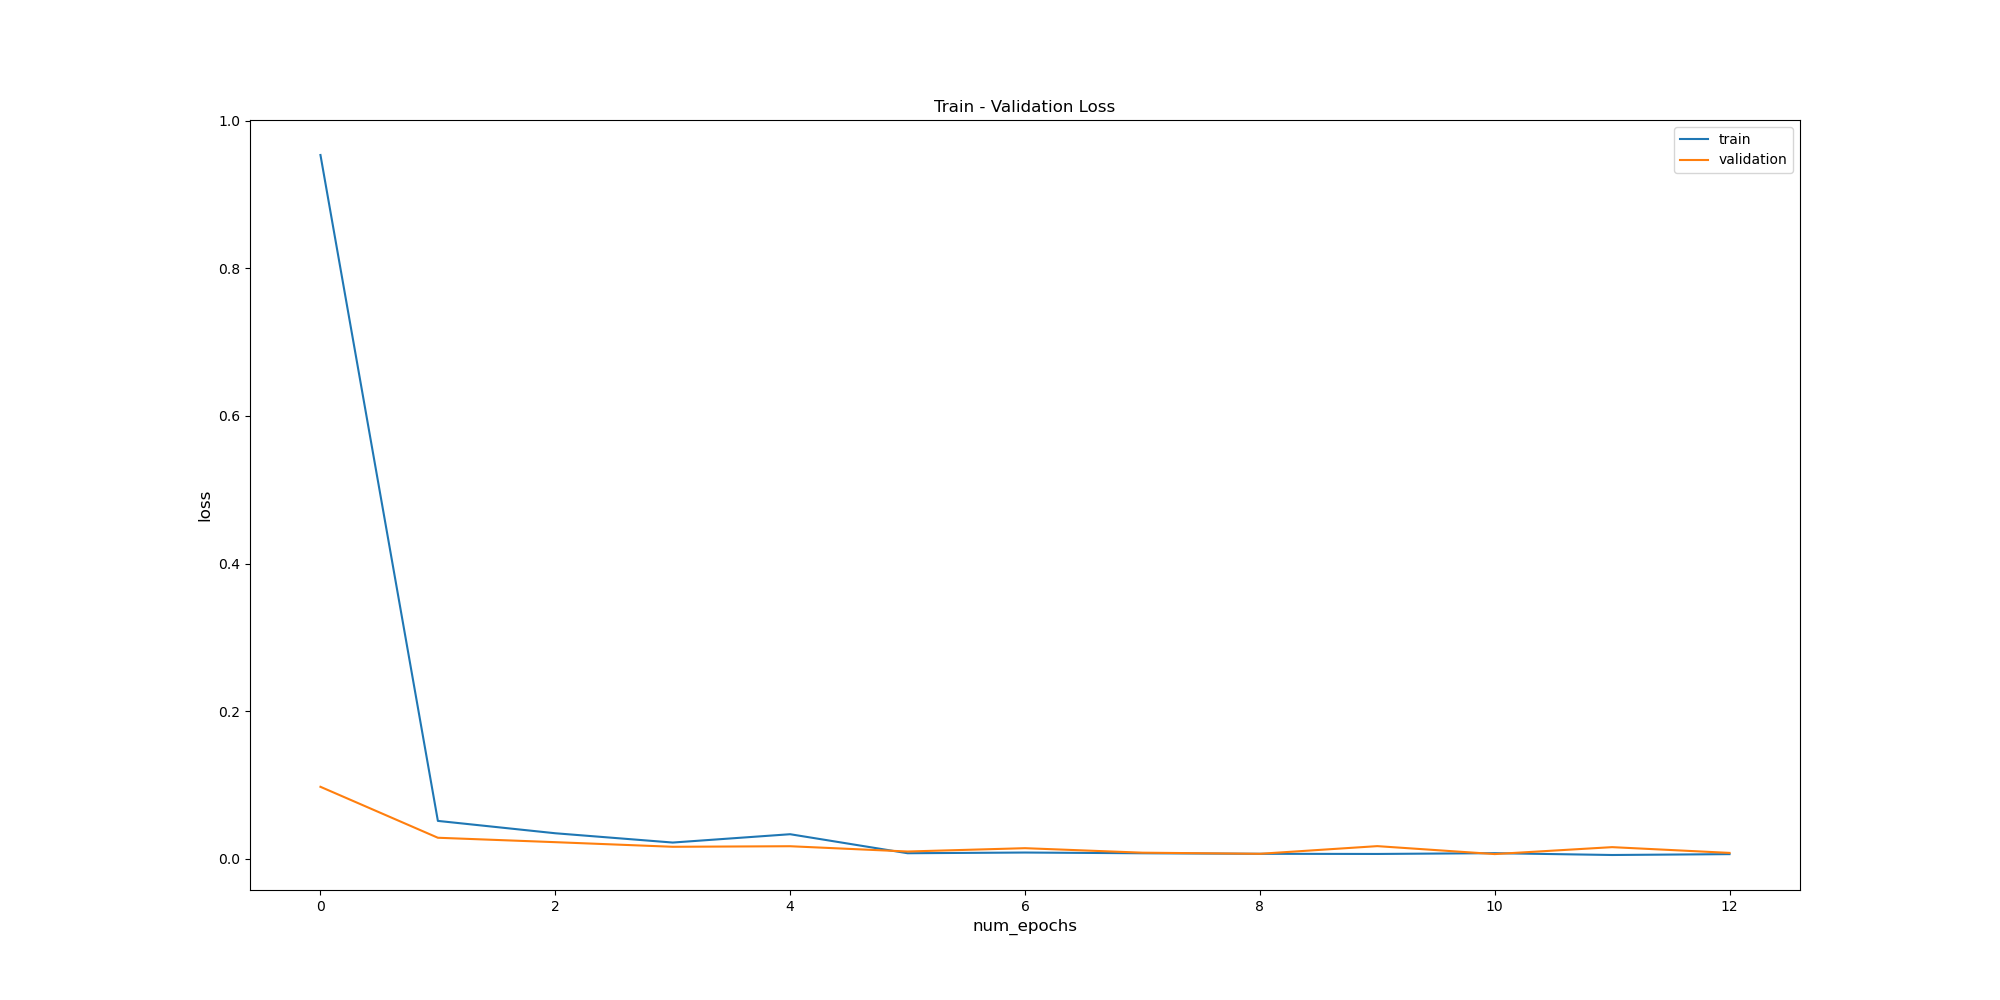 Train - Validation Loss
train
validation
1.0
0.8
0.6
0.4
0.2
0.0
loss
0 2 4 6 8 10 12
num_epochs